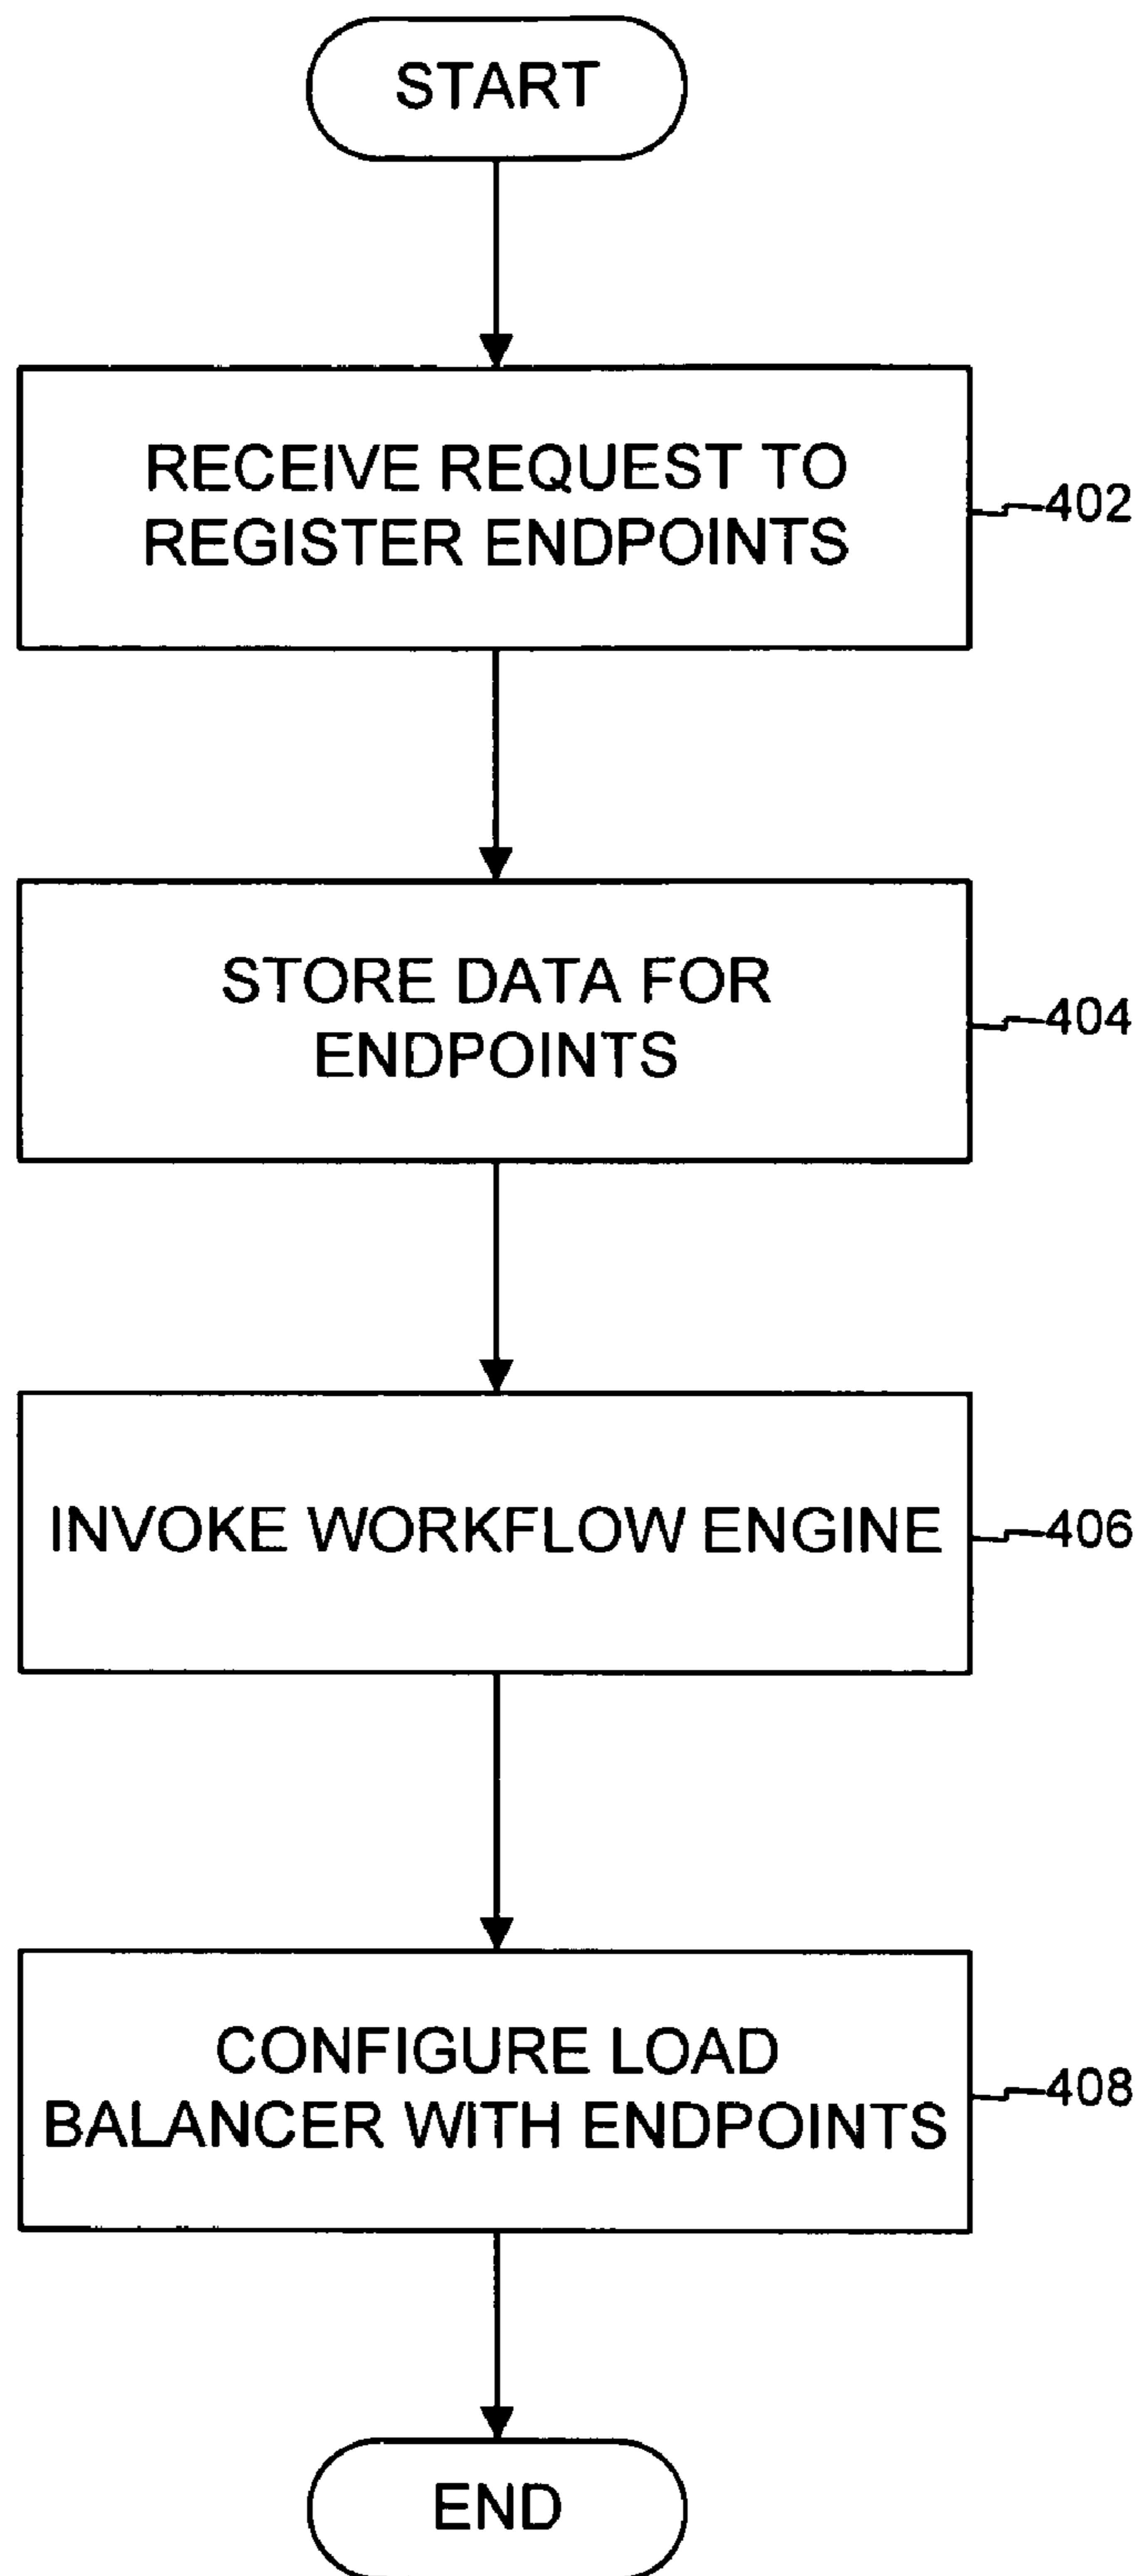 START
RECEIVE REQUEST TO
REGISTER ENDPOINTS
402
STORE DATA FOR
ENDPOINTS
404
INVOKE WORKFLOW ENGINE
406
CONFIGURE LOAD
BALANCER WITH ENDPOINTS
408
END